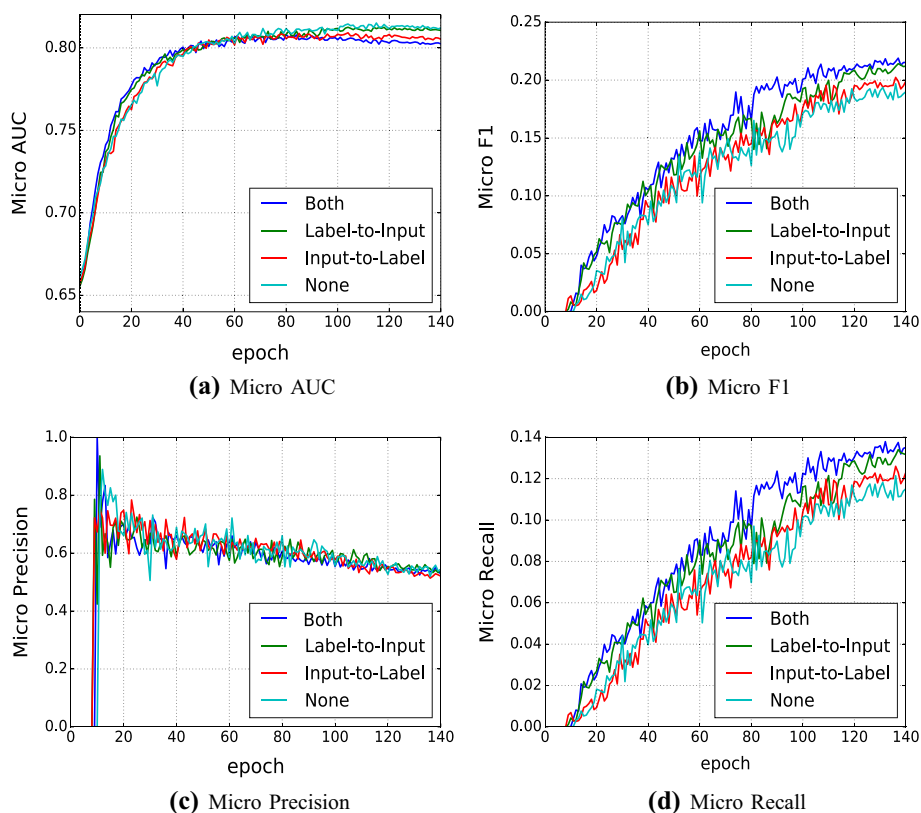 0.80
0.75
0.70
0.65
Micro AUC
Both
Label-to-Input
Input-to-Label
None
0 20 40 60 80 100 120 140
epoch
(a) Micro AUC
0.25
0.20
0.15
0.10
0.05
0.00
Micro F1
Both
Label-to-Input
Input-to-Label
None
0 20 40 60 80 100 120 140
epoch
(b) Micro F1
1.0
0.8
0.6
0.4
0.2
0.0
Micro Precision
Both
Label-to-Input
Input-to-Label
None
0 20 40 60 80 100 120 140
epoch
(c) Micro Precision
0.14
0.12
0.10
0.08
0.06
0.04
0.02
0.00
Micro Recall
Both
Label-to-Input
Input-to-Label
None
0 20 40 60 80 100 120 140
epoch
(d) Micro Recall